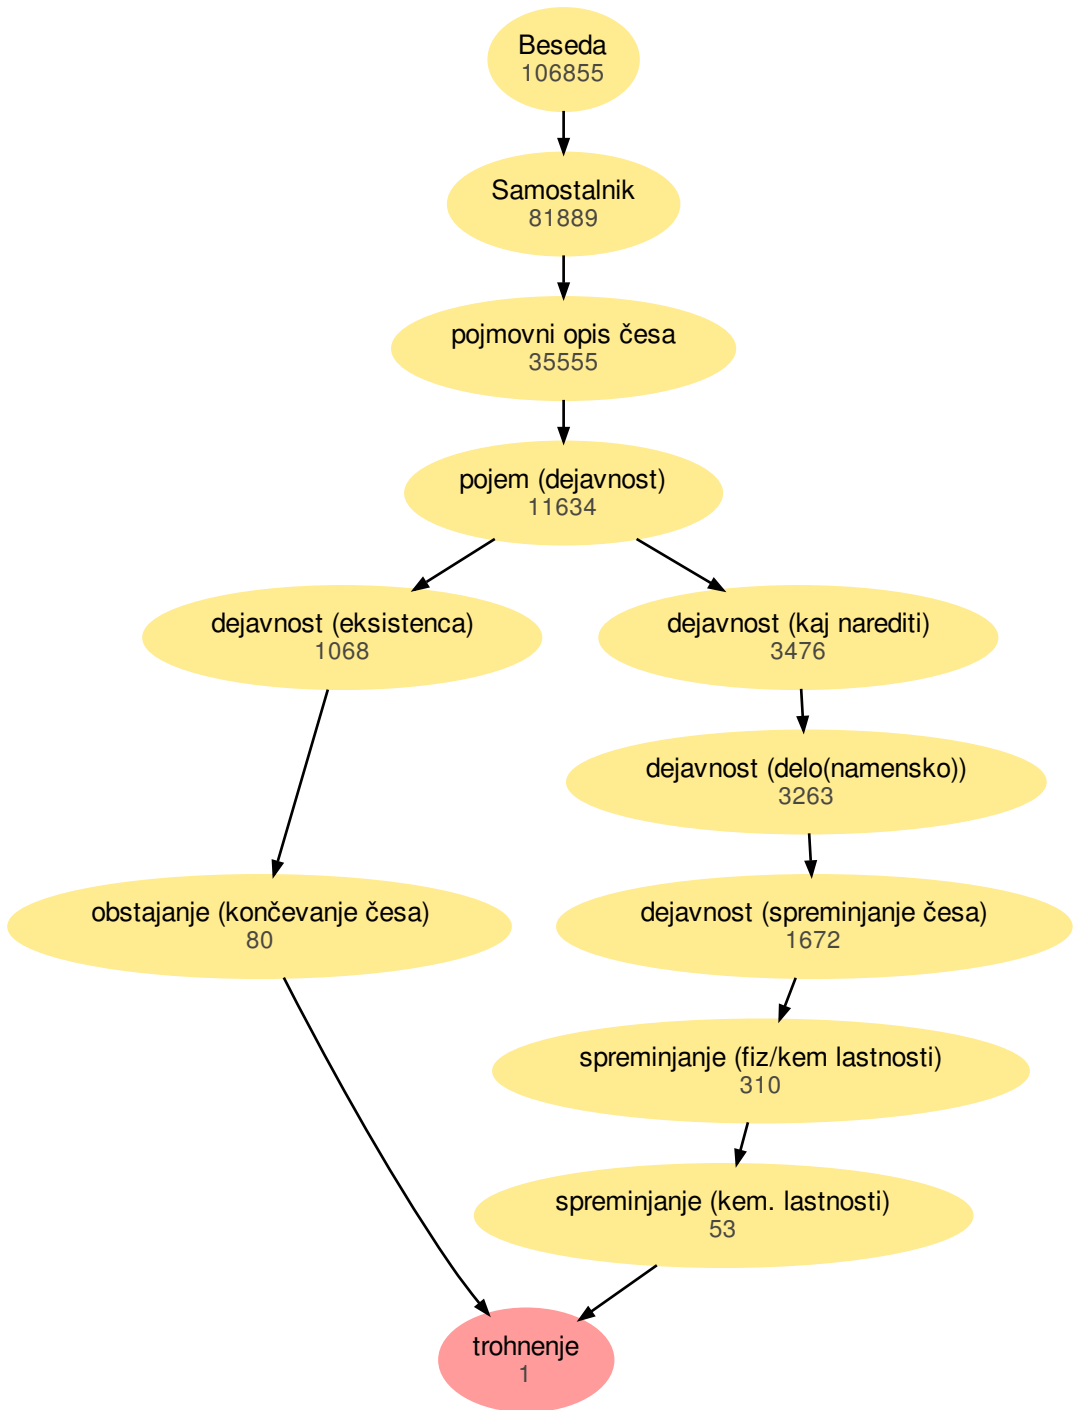 Beseda
106855
Samostalnik
81889
pojmovni opis česa
35555
pojem (dejavnost)
11634
dejavnost (eksistenca)
1068
dejavnost (kaj narediti)
3476
dejavnost (delo(namensko))
3263
obstajanje (končevanje česa)
80
dejavnost (spreminjanje česa)
1672
spreminjanje (fiz/kem lastnosti)
310
spreminjanje (kem. lastnosti)
53
trohnenje
1